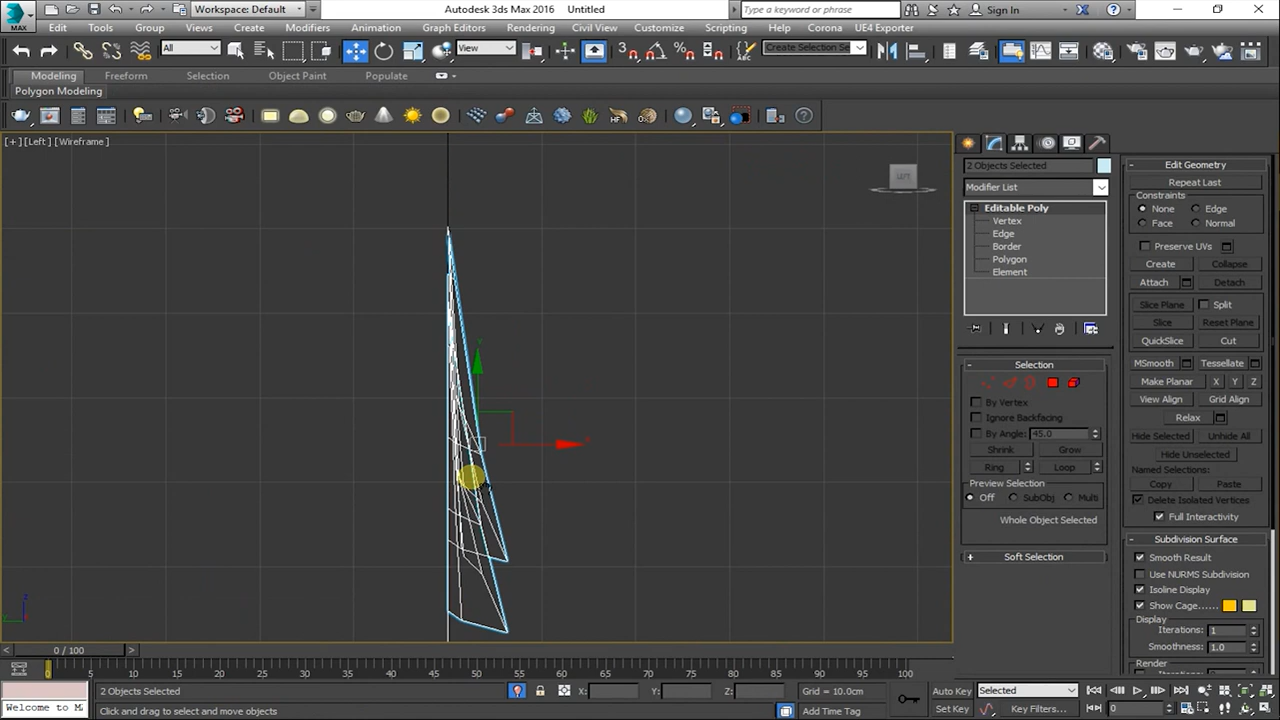 MAX
Workspace: Default
Autodesk 3ds Max 2016 Untitled
Type a keyword or phrase
Sign In
Edit Tools Group Views Create Modifiers Animation Graph Editors Rendering Civil View Customize Scripting Corona UE4 Exporter Help
All
View
3
%
ABC
Create Selection Se
Modeling Freeform Selection Object Paint Populate
Polygon Modeling
HF
[+] [Left] [Wireframe]
2 Objects Selected
Modifier List
Editable Poly
Vertex
Edge
Border
Polygon
Element
Selection
By Vertex
Ignore Backfacing
By Angle: 45.0
Shrink Grow
Ring Loop
Preview Selection
Off SubObj Multi
Whole Object Selected
Soft Selection
Edit Geometry
Repeat Last
Constraints
None Edge
Face Normal
Preserve UVs
Create Collapse
Attach Detach
Slice Plane Split
Slice Reset Plane
QuickSlice Cut
MSmooth Tessellate
Make Planar X Y Z
View Align Grid Align
Relax
Hide Selected Unhide All
Hide Unselected
Named Selections:
Copy Paste
Delete Isolated Vertices
Full Interactivity
Subdivision Surface
Smooth Result
Use NURMS Subdivision
Isoline Display
Show Cage......
Display
Iterations: 1
Smoothness: 1.0
Render
0 / 100
0 5 10 15 20 25 30 35 40 45 50 55 60 65 70 75 80 85 90 95 100
Welcome to M
2 Objects Selected
Click and drag to select and move objects
X: Y: Z:
Grid = 10.0cm
Add Time Tag
Auto Key Selected
Set Key Key Filters...
0